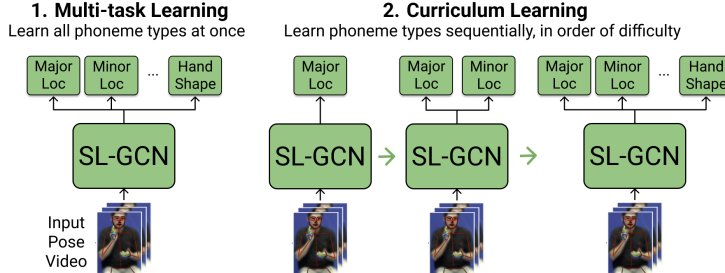 1. Multi-task Learning
Learn all phoneme types at once
Major Loc
Minor Loc
...
Hand Shape
SL-GCN
Input
Pose
Video
2. Curriculum Learning
Learn phoneme types sequentially, in order of difficulty
Major Loc
SL-GCN
Major Loc
Minor Loc
SL-GCN
Major Loc
Minor Loc
...
Hand Shape
SL-GCN